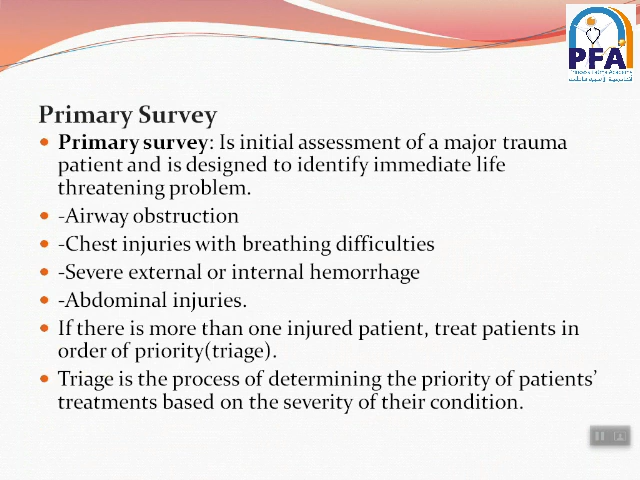 PFA
Princess Fatma Academy
Primary Survey
Primary survey: Is initial assessment of a major trauma
patient and is designed to identify immediate life
threatening problem.
-Airway obstruction
-Chest injuries with breathing difficulties
-Severe external or internal hemorrhage
-Abdominal injuries.
If there is more than one injured patient, treat patients in
order of priority(triage).
Triage is the process of determining the priority of patients’
treatments based on the severity of their condition.